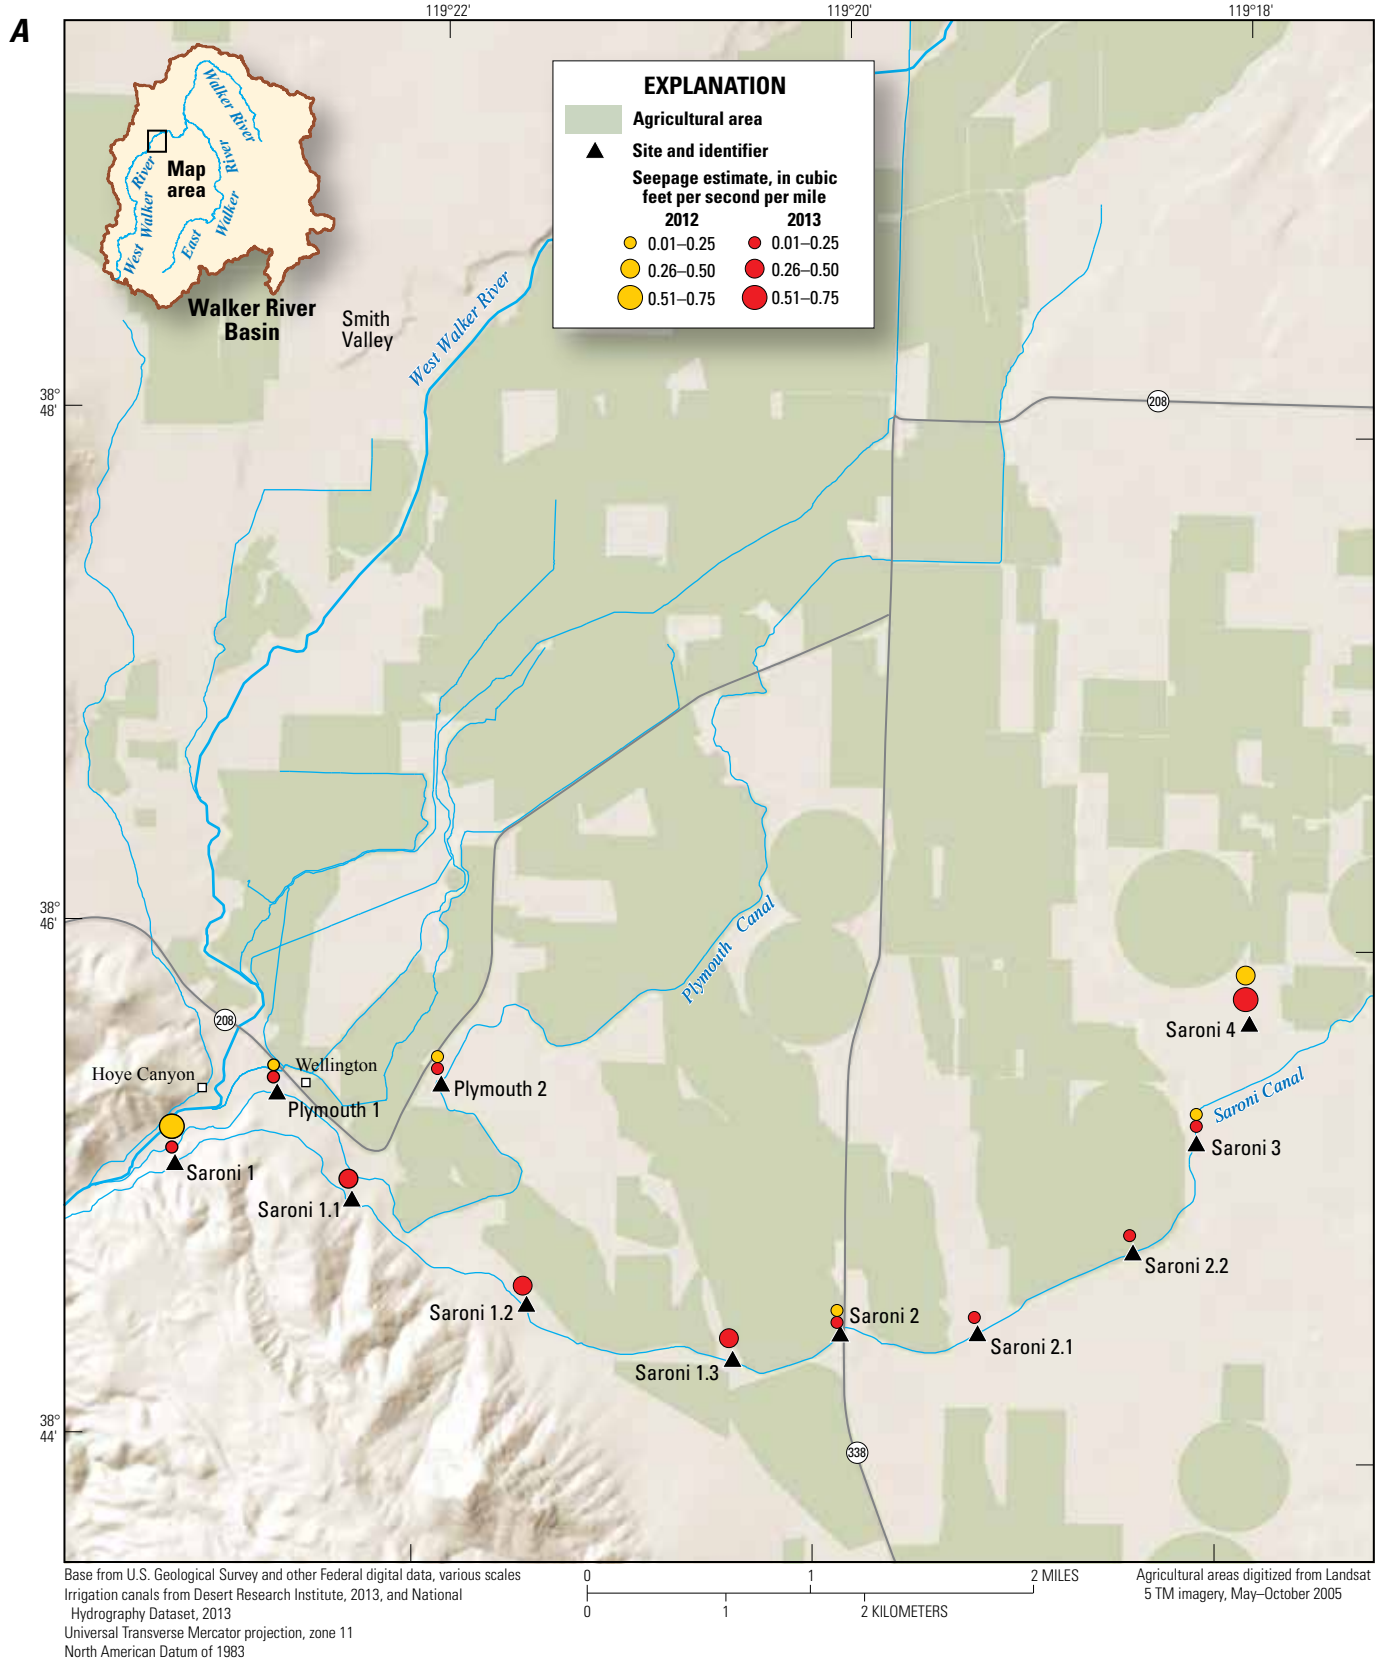 A
119°22'
119°20'
119°18'
EXPLANATION
Agricultural area
Site and identifier
Seepage estimate, in cubic
feet per second per mile
2012 2013
0.01–0.25 0.01–0.25
0.26–0.50 0.26–0.50
0.51–0.75 0.51–0.75
Walker River
West Walker River
East Walker River
Map
area
Walker River
Basin
Smith
Valley
West Walker River
38°
48'
208
38°
46'
Plymouth Canal
208
Saroni 4
Hoye Canyon
Wellington
Plymouth 1
Plymouth 2
Saroni Canal
Saroni 3
Saroni 1
Saroni 1.1
Saroni 2.2
Saroni 1.2
Saroni 2
Saroni 2.1
Saroni 1.3
38°
44'
338
Base from U.S. Geological Survey and other Federal digital data, various scales
Irrigation canals from Desert Research Institute, 2013, and National
Hydrography Dataset, 2013
Universal Transverse Mercator projection, zone 11
North American Datum of 1983
0 1 2 MILES
0 1 2 KILOMETERS
Agricultural areas digitized from Landsat
5 TM imagery, May–October 2005